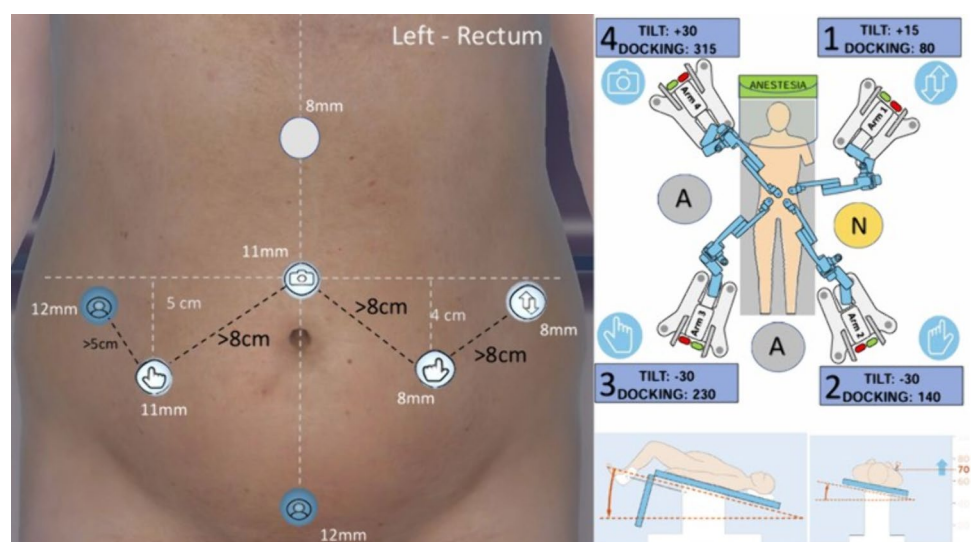 Left - Rectum
8mm
11mm
12mm
5 cm
4 cm
>5cm
>8cm
>8cm
>8cm
8mm
11mm
8mm
12mm
4 TILT: +30
DOCKING: 315
1 TILT: +15
DOCKING: 80
ANESTESIA
Arm 4
Arm 1
A
N
Arm 3
Arm 2
A
3 TILT: -30
DOCKING: 230
2 TILT: -30
DOCKING: 140
80
70
60